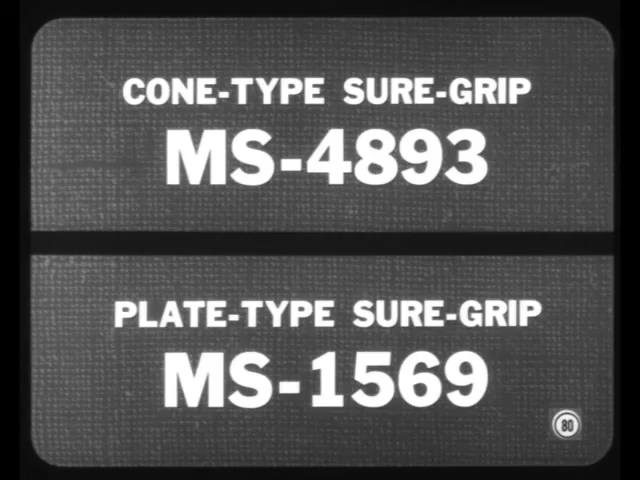 CONE-TYPE SURE-GRIP
MS-4893
PLATE-TYPE SURE-GRIP
MS-1569
80